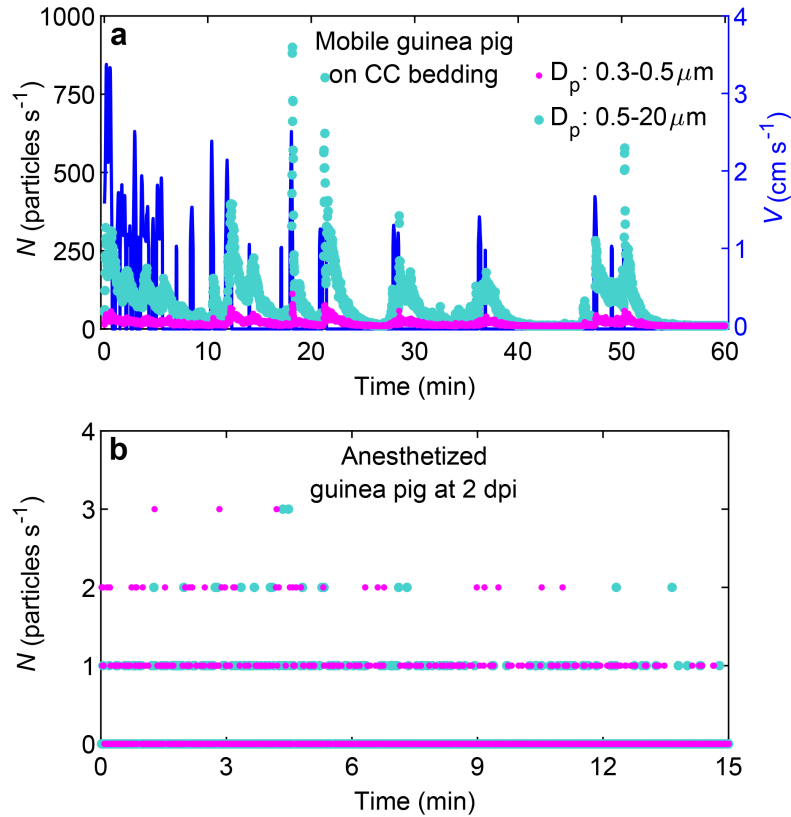 a
Mobile guinea pig
on CC bedding
D_p: 0.3-0.5 μm
D_p: 0.5-20 μm
1000
750
500
250
0
N (particles s⁻¹)
4
3
2
1
0
V (cm s⁻¹)
0
10
20
30
40
50
60
Time (min)
b
Anesthetized
guinea pig at 2 dpi
4
3
2
1
0
N (particles s⁻¹)
0
3
6
9
12
15
Time (min)